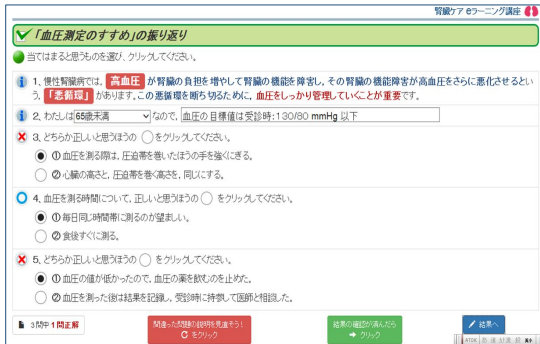 腎臓ケア eラーニング講座
「血圧測定のすすめ」の振り返り
当てはまると思うものを選び、クリックしてください。
1. 慢性腎臓病では、 高血圧 が腎臓の負担を増やして腎臓の機能を障害し、その腎臓の機能障害が高血圧をさらに悪化させるとい
う、「悪循環」があります。この悪循環を断ち切るために、血圧をしっかり管理していくことが重要です。
2. わたしは 65歳未満 なので、血圧の目標値は受診時:130/80 mmHg 以下
3. どちらか正しいと思うほうの ◯ をクリックしてください。
① 血圧を測る際は、圧迫帯を巻いたほうの手を強くにぎる。
② 心臓の高さと、圧迫帯を巻く高さを、同じにする。
4. 血圧を測る時間について、正しいと思うほうの ◯ をクリックしてください。
① 毎日同じ時間帯に測るのが望ましい。
② 食後すぐに測る。
5. どちらか正しいと思うほうの ◯ をクリックしてください。
① 血圧の値が低かったので、血圧の薬を飲むのを止めた。
② 血圧を測った後は結果を記録し、受診時に持参して医師と相談した。
3問中 1問正解
間違った問題の説明を見直そう!
をクリック
結果の確認が済んだら
➜ クリック
結果へ